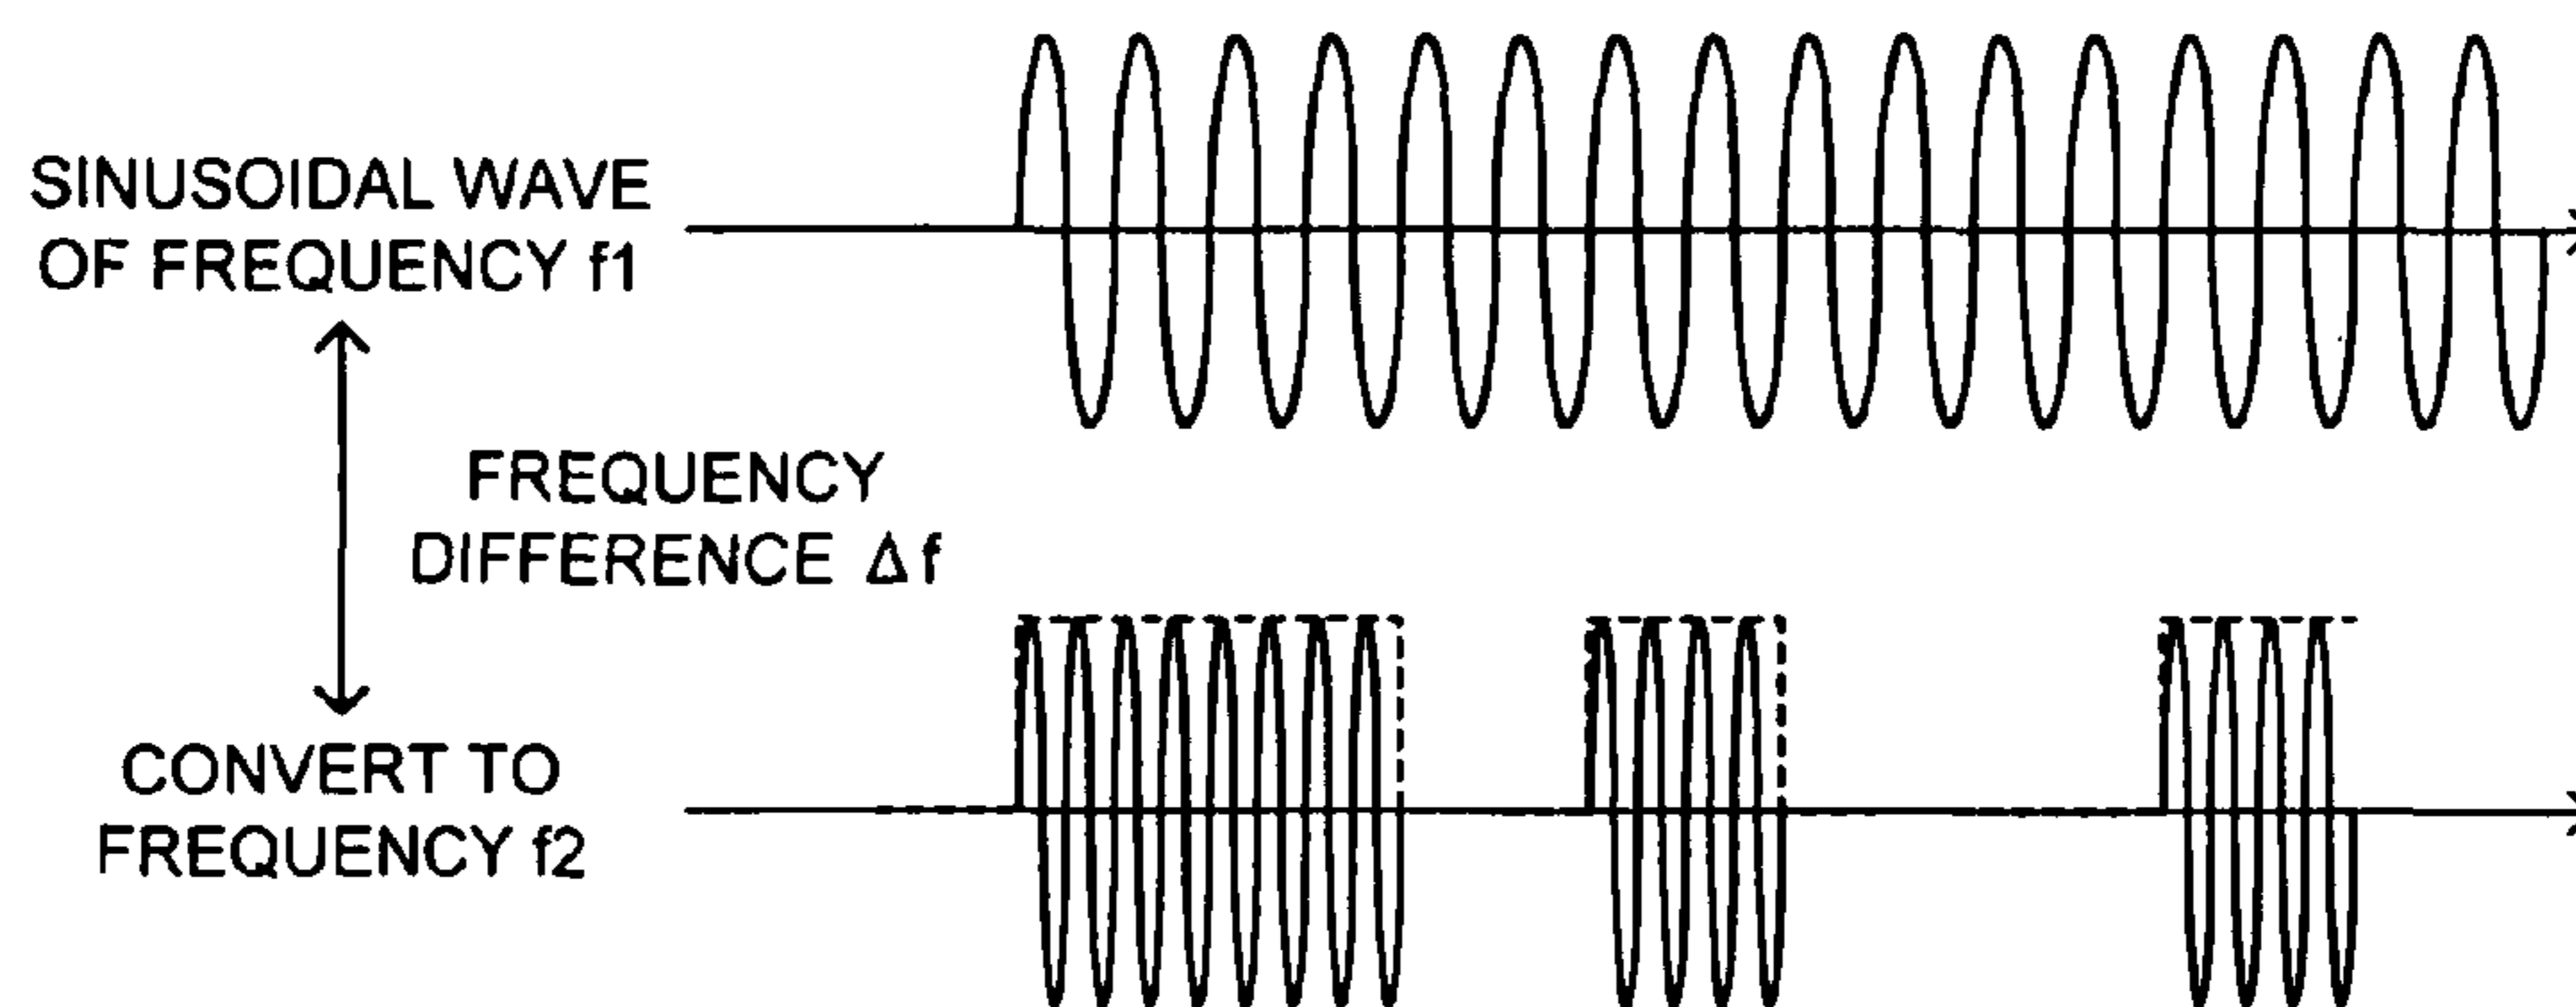 SINUSOIDAL WAVE
OF FREQUENCY f1
FREQUENCY
DIFFERENCE Δf
CONVERT TO
FREQUENCY f2